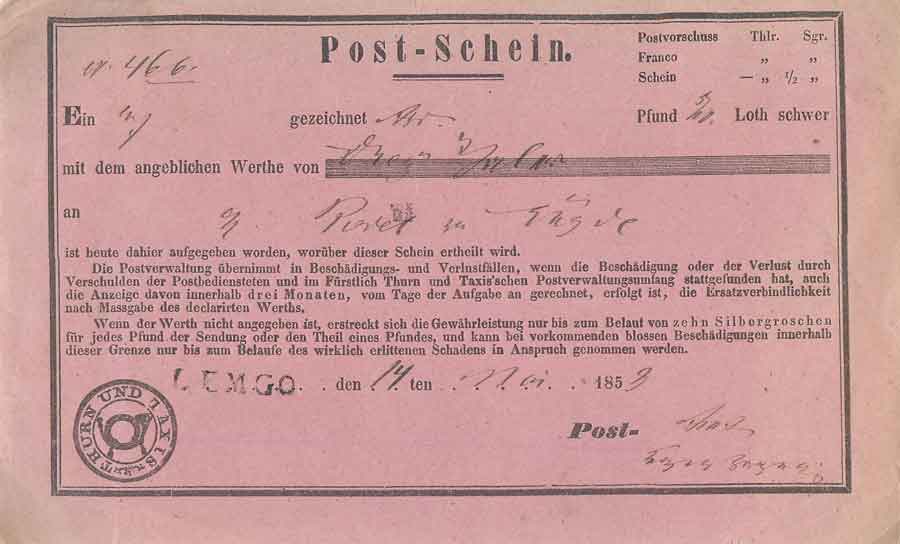 Post-Schein.
Postvorschuss Thlr. Sgr.
Franco „ „
Schein — „ ½ „
466.
Ein gezeichnet Pfund Loth schwer
mit dem angeblichen Werthe von
an
ist heute dahier aufgegeben worden, worüber dieser Schein ertheilt wird.
Die Postverwaltung übernimmt in Beschädigungs- und Verlustfällen, wenn die Beschädigung oder der Verlust durch
Verschulden der Postbediensteten und im Fürstlich Thurn und Taxis'schen Postverwaltungsumfang stattgefunden hat, auch
die Anzeige davon innerhalb drei Monaten, vom Tage der Aufgabe an gerechnet, erfolgt ist, die Ersatzverbindlichkeit
nach Massgabe des declarirten Werths.
Wenn der Werth nicht angegeben ist, erstreckt sich die Gewährleistung nur bis zum Belauf von zehn Silbergroschen
für jedes Pfund der Sendung oder den Theil eines Pfundes, und kann bei vorkommenden blossen Beschädigungen innerhalb
dieser Grenze nur bis zum Belaufe des wirklich erlittenen Schadens in Anspruch genommen werden.
LEMGO den 14 ten Mai 1853
THURN UND TAXIS
Post-